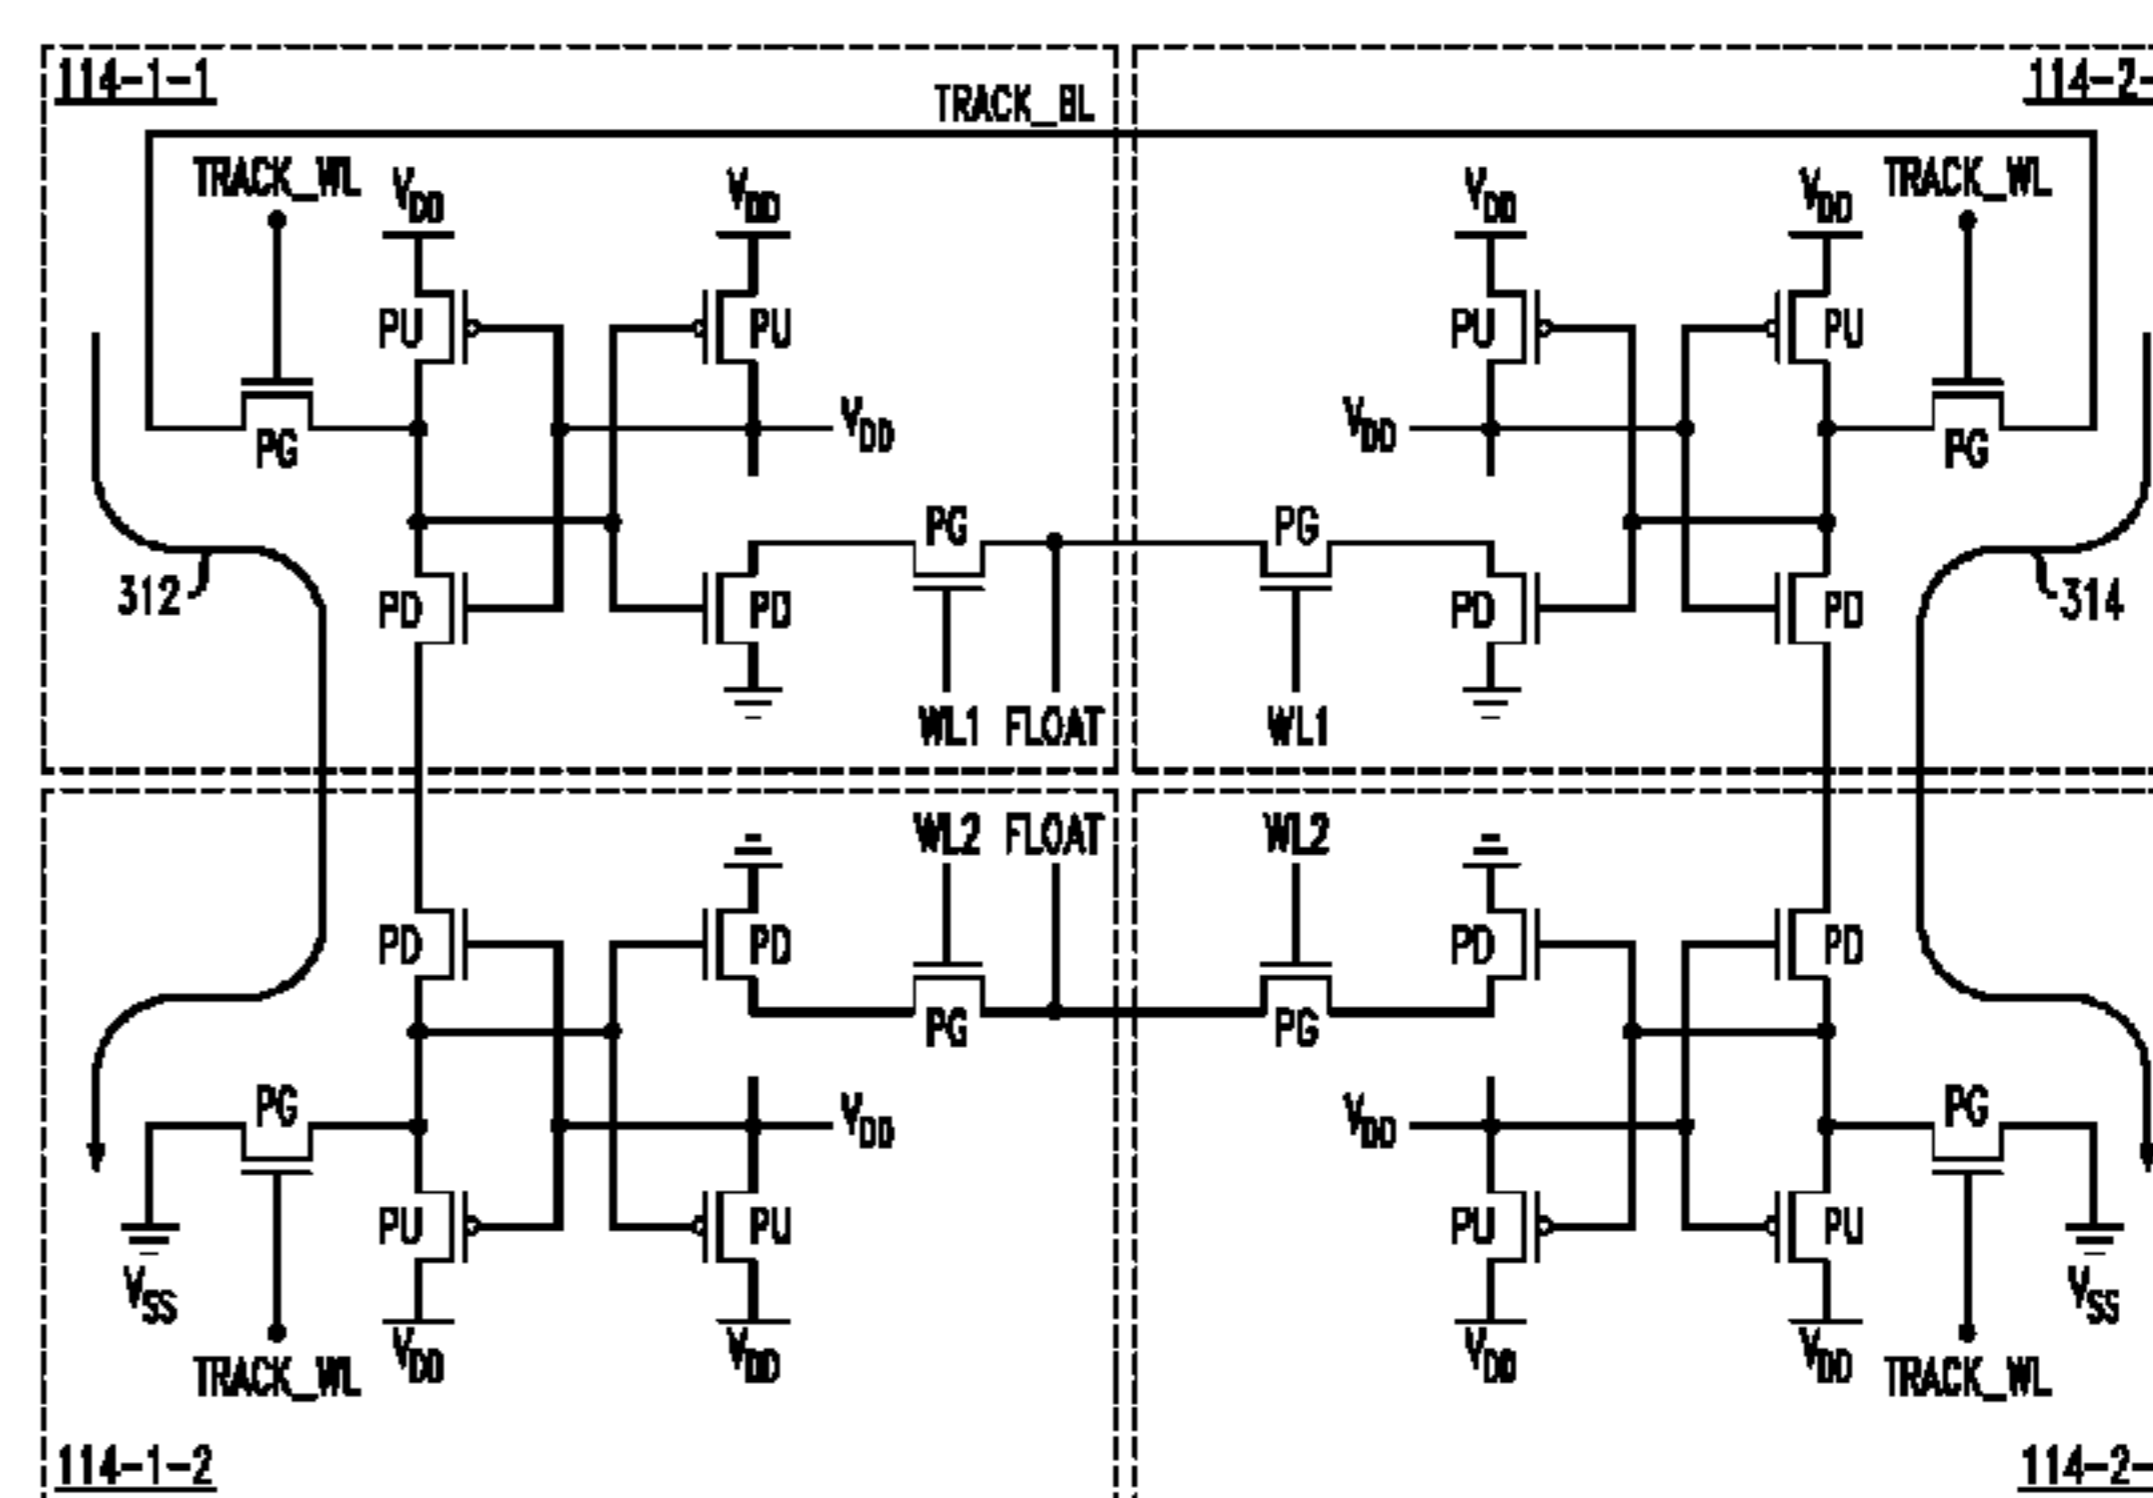 114-1-1
114-2-
TRACK_BL
TRACK_WL VDD VDD VDD VDD TRACK_WL
PU PU PU PU
PG VDD VDD PG
PG PG
312 PD PD PD PD 314
WL1 FLOAT WL1
WL2 FLOAT WL2
PD PD PD PD
PG PG
PG VDD VDD PG
PU PU PU PU
VSS VSS
TRACK_WL VDD VDD VDD VDD TRACK_WL
114-1-2
114-2-